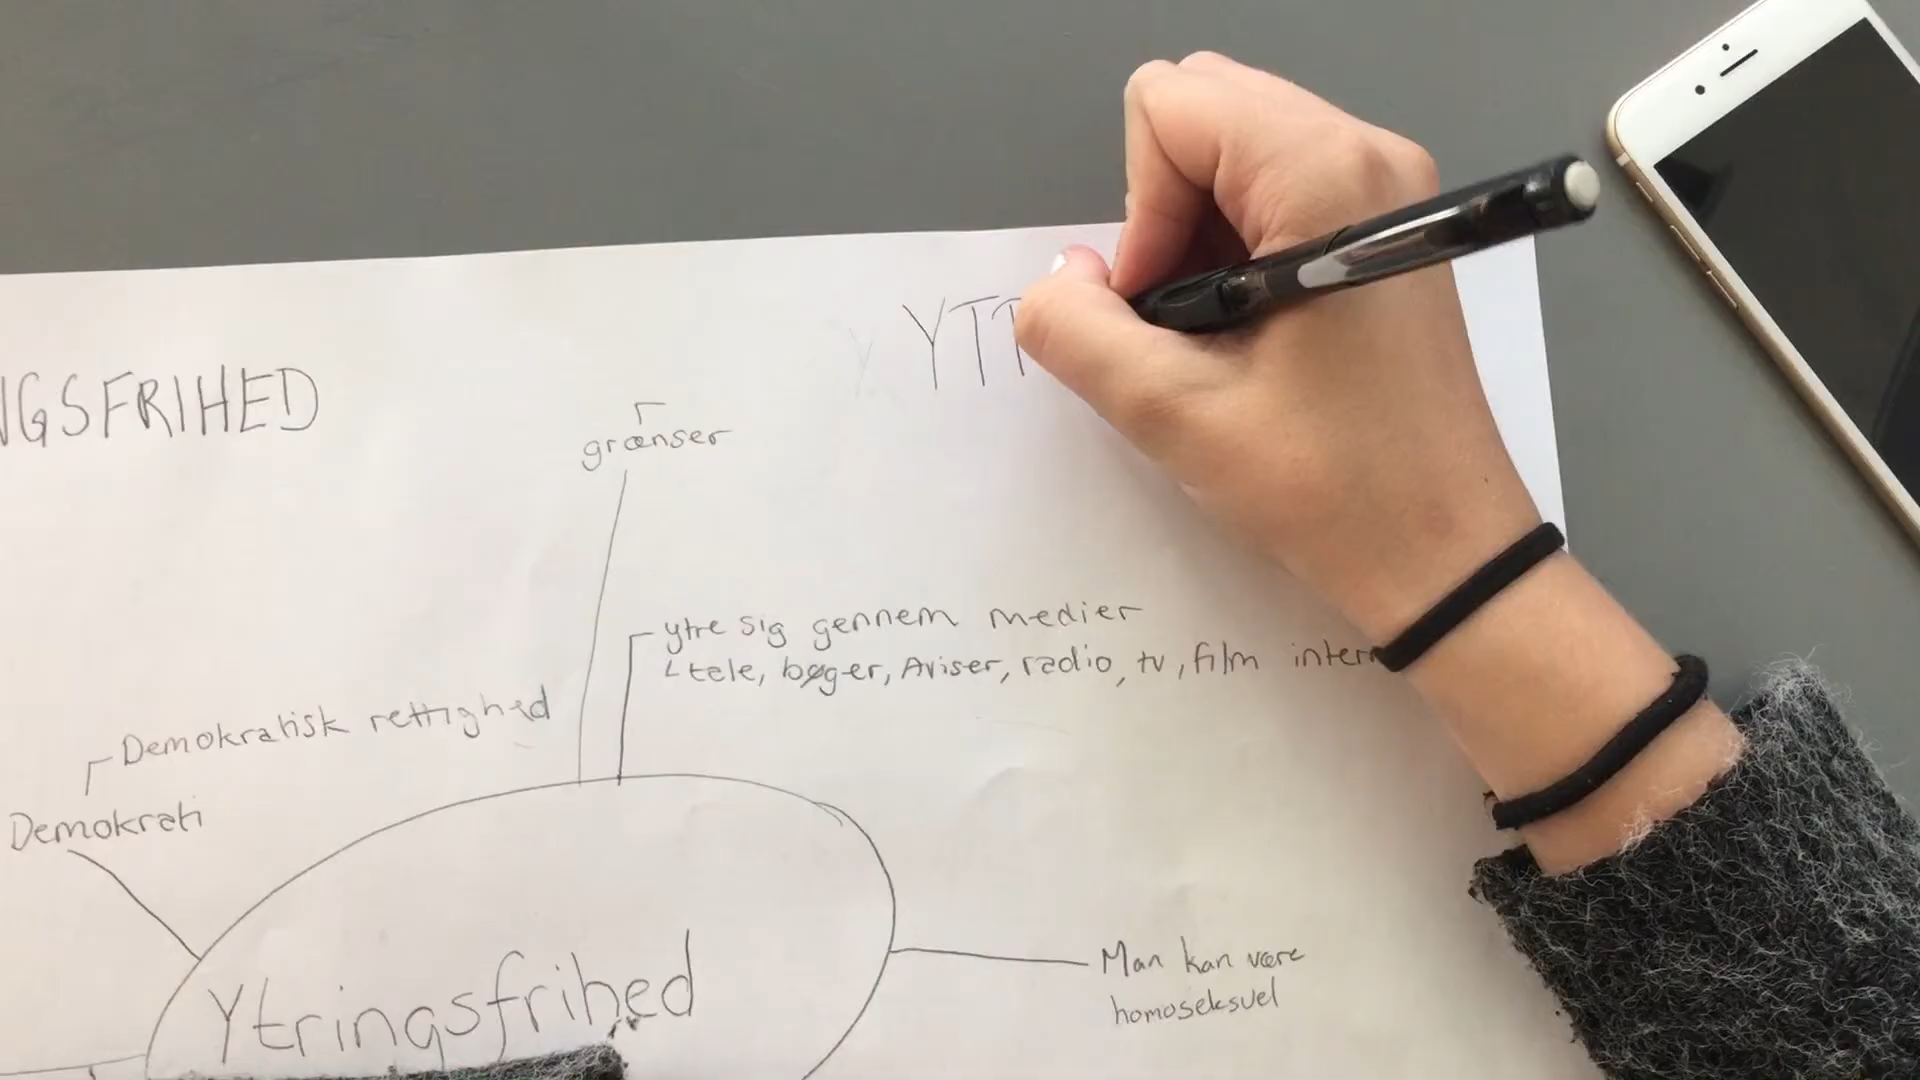 NGSFRIHED
YTT
grænser
ytre sig gennem medier
tele, bøger, Aviser, radio, tv, film intern
Demokratisk rettighed
Demokrati
Ytringsfrihed
Man kan være
homoseksuel